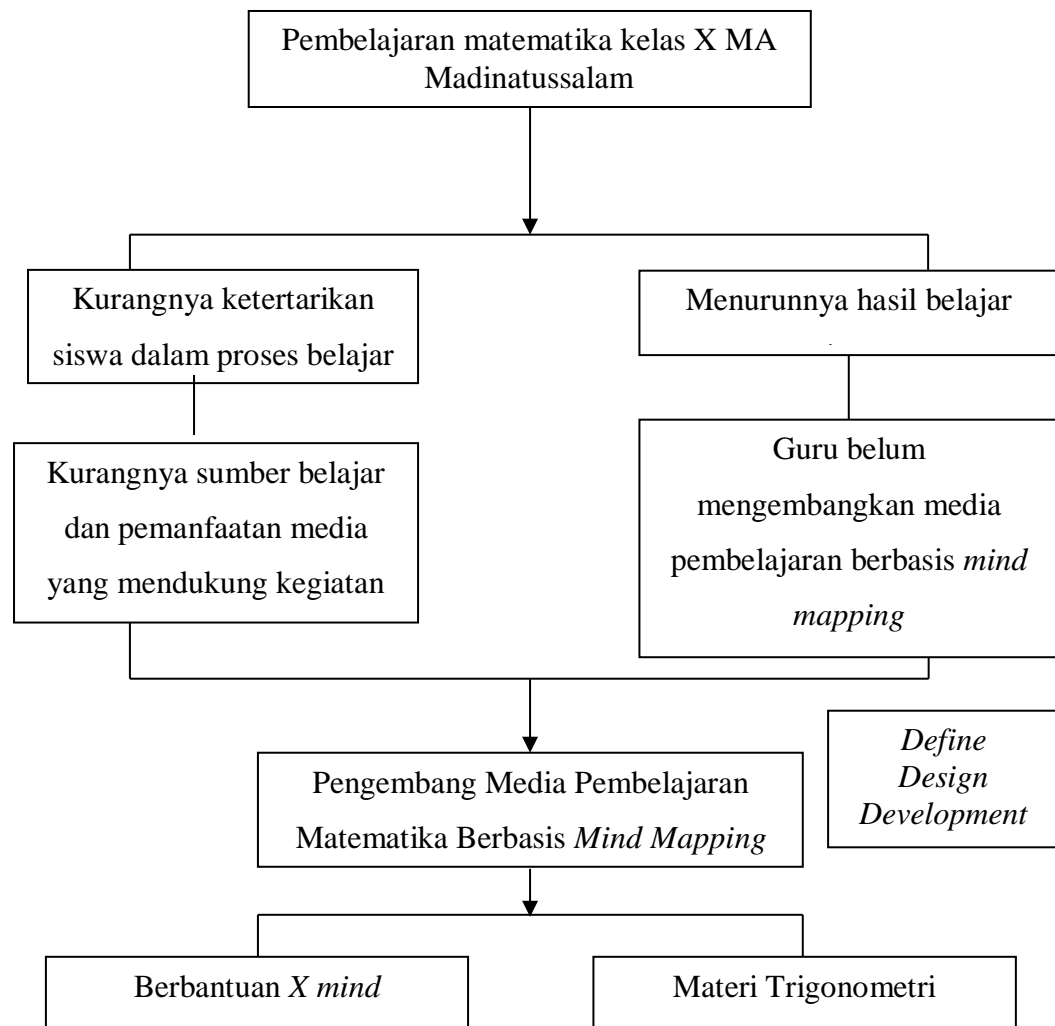 Pembelajaran matematika kelas X MA
Madinatussalam
Kurangnya ketertarikan
siswa dalam proses belajar
Menurunnya hasil belajar
Kurangnya sumber belajar
dan pemanfaatan media
yang mendukung kegiatan
Guru belum
mengembangkan media
pembelajaran berbasis mind
mapping
Define
Design
Development
Pengembang Media Pembelajaran
Matematika Berbasis Mind Mapping
Berbantuan X mind
Materi Trigonometri